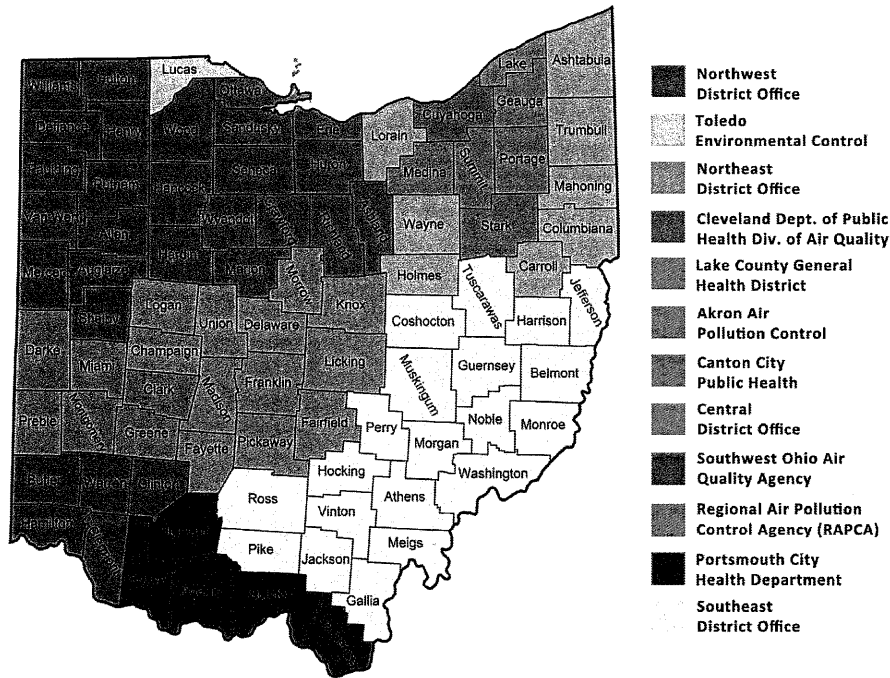 Lucas
Lake
Ashtabula
Williams
Fulton
Ottawa
Geauga
Cuyahoga
Defiance
Henry
Wood
Sandusky
Erie
Lorain
Trumbull
Paulding
Seneca
Huron
Medina
Summit
Portage
Putnam
Hancock
Mahoning
Van Wert
Wyandot
Crawford
Richland
Ashland
Wayne
Stark
Columbiana
Allen
Hardin
Mercer
Auglaize
Marion
Morrow
Holmes
Tuscarawas
Carroll
Jefferson
Shelby
Logan
Union
Delaware
Knox
Coshocton
Harrison
Darke
Miami
Champaign
Licking
Muskingum
Guernsey
Belmont
Clark
Madison
Franklin
Preble
Montgomery
Greene
Fayette
Pickaway
Fairfield
Perry
Noble
Monroe
Morgan
Butler
Warren
Clinton
Hocking
Washington
Ross
Athens
Hamilton
Clermont
Vinton
Pike
Jackson
Meigs
Gallia
Northwest
District Office
Toledo
Environmental Control
Northeast
District Office
Cleveland Dept. of Public
Health Div. of Air Quality
Lake County General
Health District
Akron Air
Pollution Control
Canton City
Public Health
Central
District Office
Southwest Ohio Air
Quality Agency
Regional Air Pollution
Control Agency (RAPCA)
Portsmouth City
Health Department
Southeast
District Office